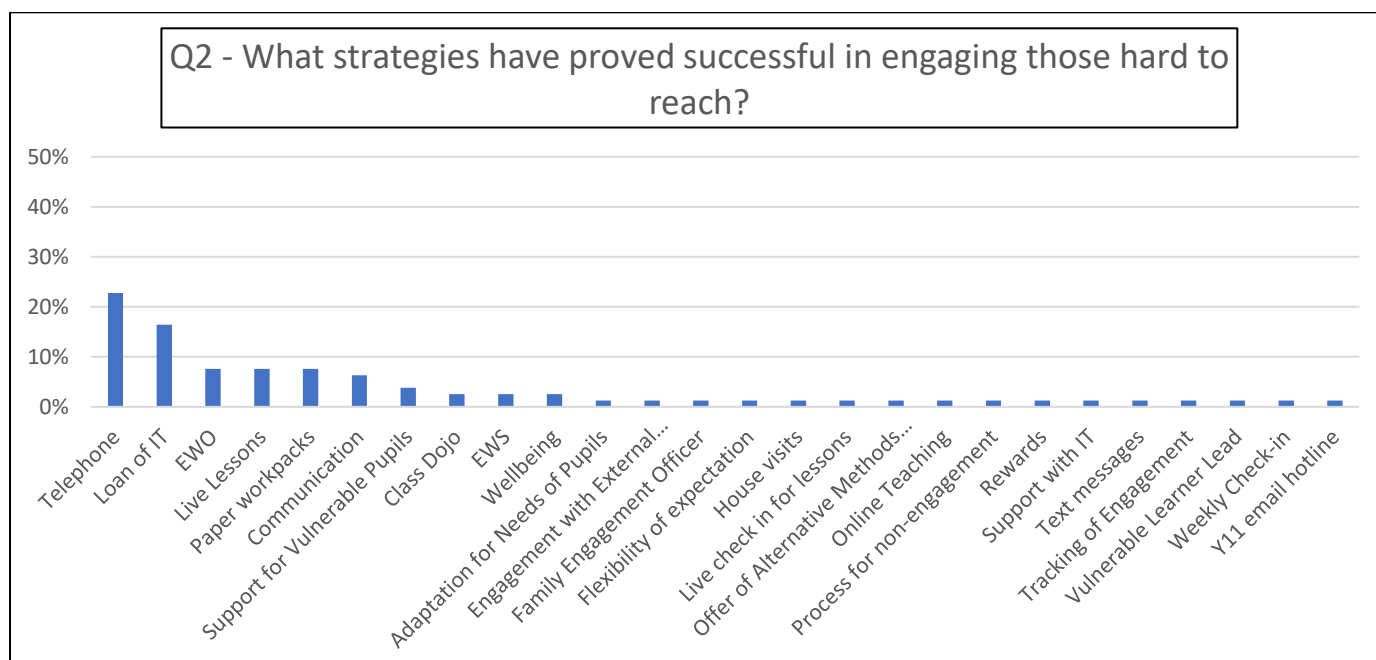 Q2 - What strategies have proved successful in engaging those hard to
reach?
50%
40%
30%
20%
10%
0%
Telephone
Loan of IT
EWO
Live Lessons
Paper workpacks
Communication
Support for Vulnerable Pupils
Class Dojo
EWS
Wellbeing
Adaptation for Needs of Pupils
Engagement with External...
Family Engagement Officer
Flexibility of expectation
House visits
Live check in for lessons
Offer of Alternative Methods...
Online Teaching
Process for non-engagement
Rewards
Support with IT
Text messages
Tracking of Engagement
Vulnerable Learner Lead
Weekly Check-in
Y11 email hotline